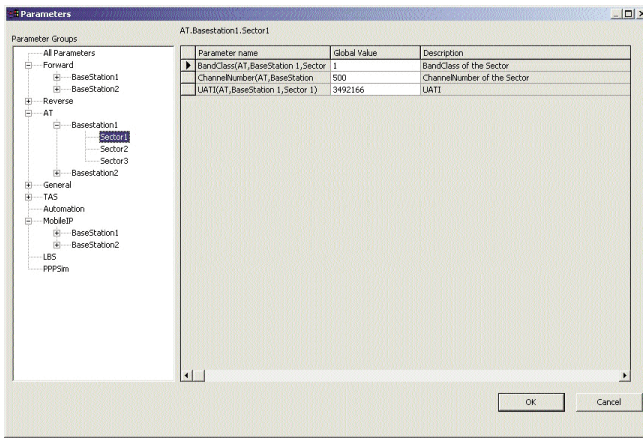 Parameters
AT.Basestation1.Sector1
Parameter Groups
All Parameters
Forward
BaseStation1
BaseStation2
Reverse
AT
Basestation1
Sector1
Sector2
Sector3
Basestation2
General
TAS
Automation
MobileIP
BaseStation1
BaseStation2
LBS
PPPSim
Parameter name Global Value Description
BandClass(AT,BaseStation 1,Sector 1 BandClass of the Sector
ChannelNumber(AT,BaseStation 500 ChannelNumber of the Sector
UATI(AT,BaseStation 1,Sector 1) 3492166 UATI
OK Cancel